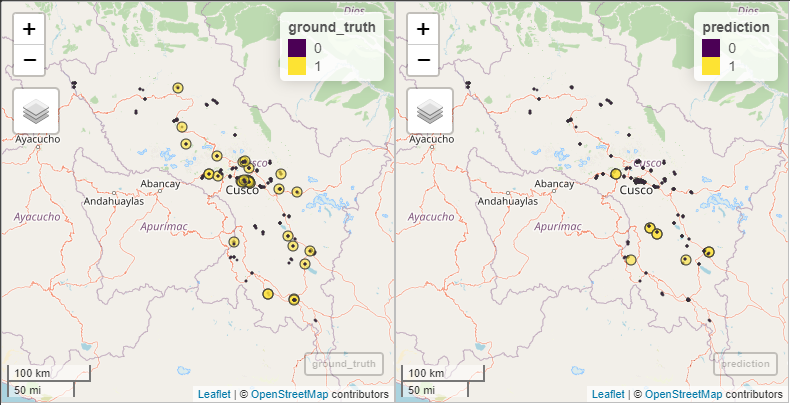 +
−
Dios
ground_truth
0
1
Ayacucho
Cusco
Abancay
Cusco
Andahuaylas
Ayacucho
Apurímac
ground_truth
100 km
50 mi
Leaflet | © OpenStreetMap contributors
+
−
Dios
prediction
0
1
Ayacucho
Cusco
Abancay
Cusco
Andahuaylas
Ayacucho
Apurímac
prediction
100 km
50 mi
Leaflet | © OpenStreetMap contributors